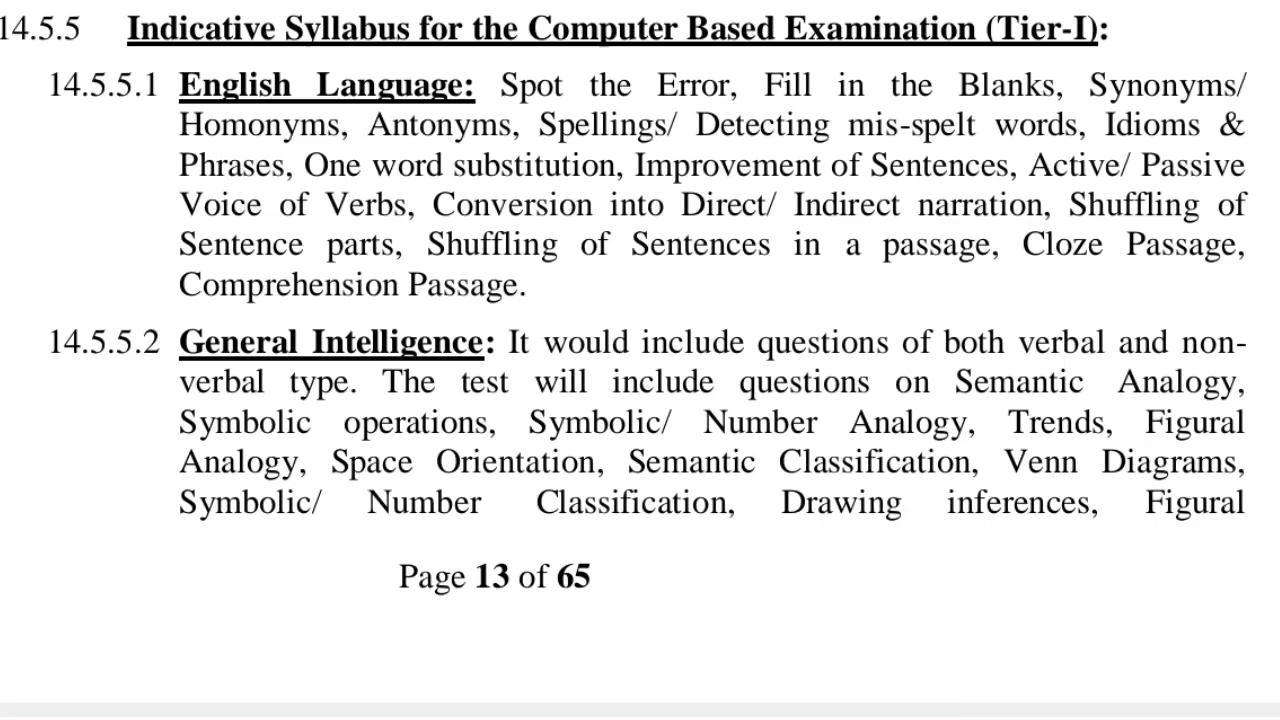 14.5.5 Indicative Syllabus for the Computer Based Examination (Tier-I):
14.5.5.1 English Language: Spot the Error, Fill in the Blanks, Synonyms/
Homonyms, Antonyms, Spellings/ Detecting mis-spelt words, Idioms &
Phrases, One word substitution, Improvement of Sentences, Active/ Passive
Voice of Verbs, Conversion into Direct/ Indirect narration, Shuffling of
Sentence parts, Shuffling of Sentences in a passage, Cloze Passage,
Comprehension Passage.
14.5.5.2 General Intelligence: It would include questions of both verbal and non-
verbal type. The test will include questions on Semantic Analogy,
Symbolic operations, Symbolic/ Number Analogy, Trends, Figural
Analogy, Space Orientation, Semantic Classification, Venn Diagrams,
Symbolic/ Number Classification, Drawing inferences, Figural
Page 13 of 65